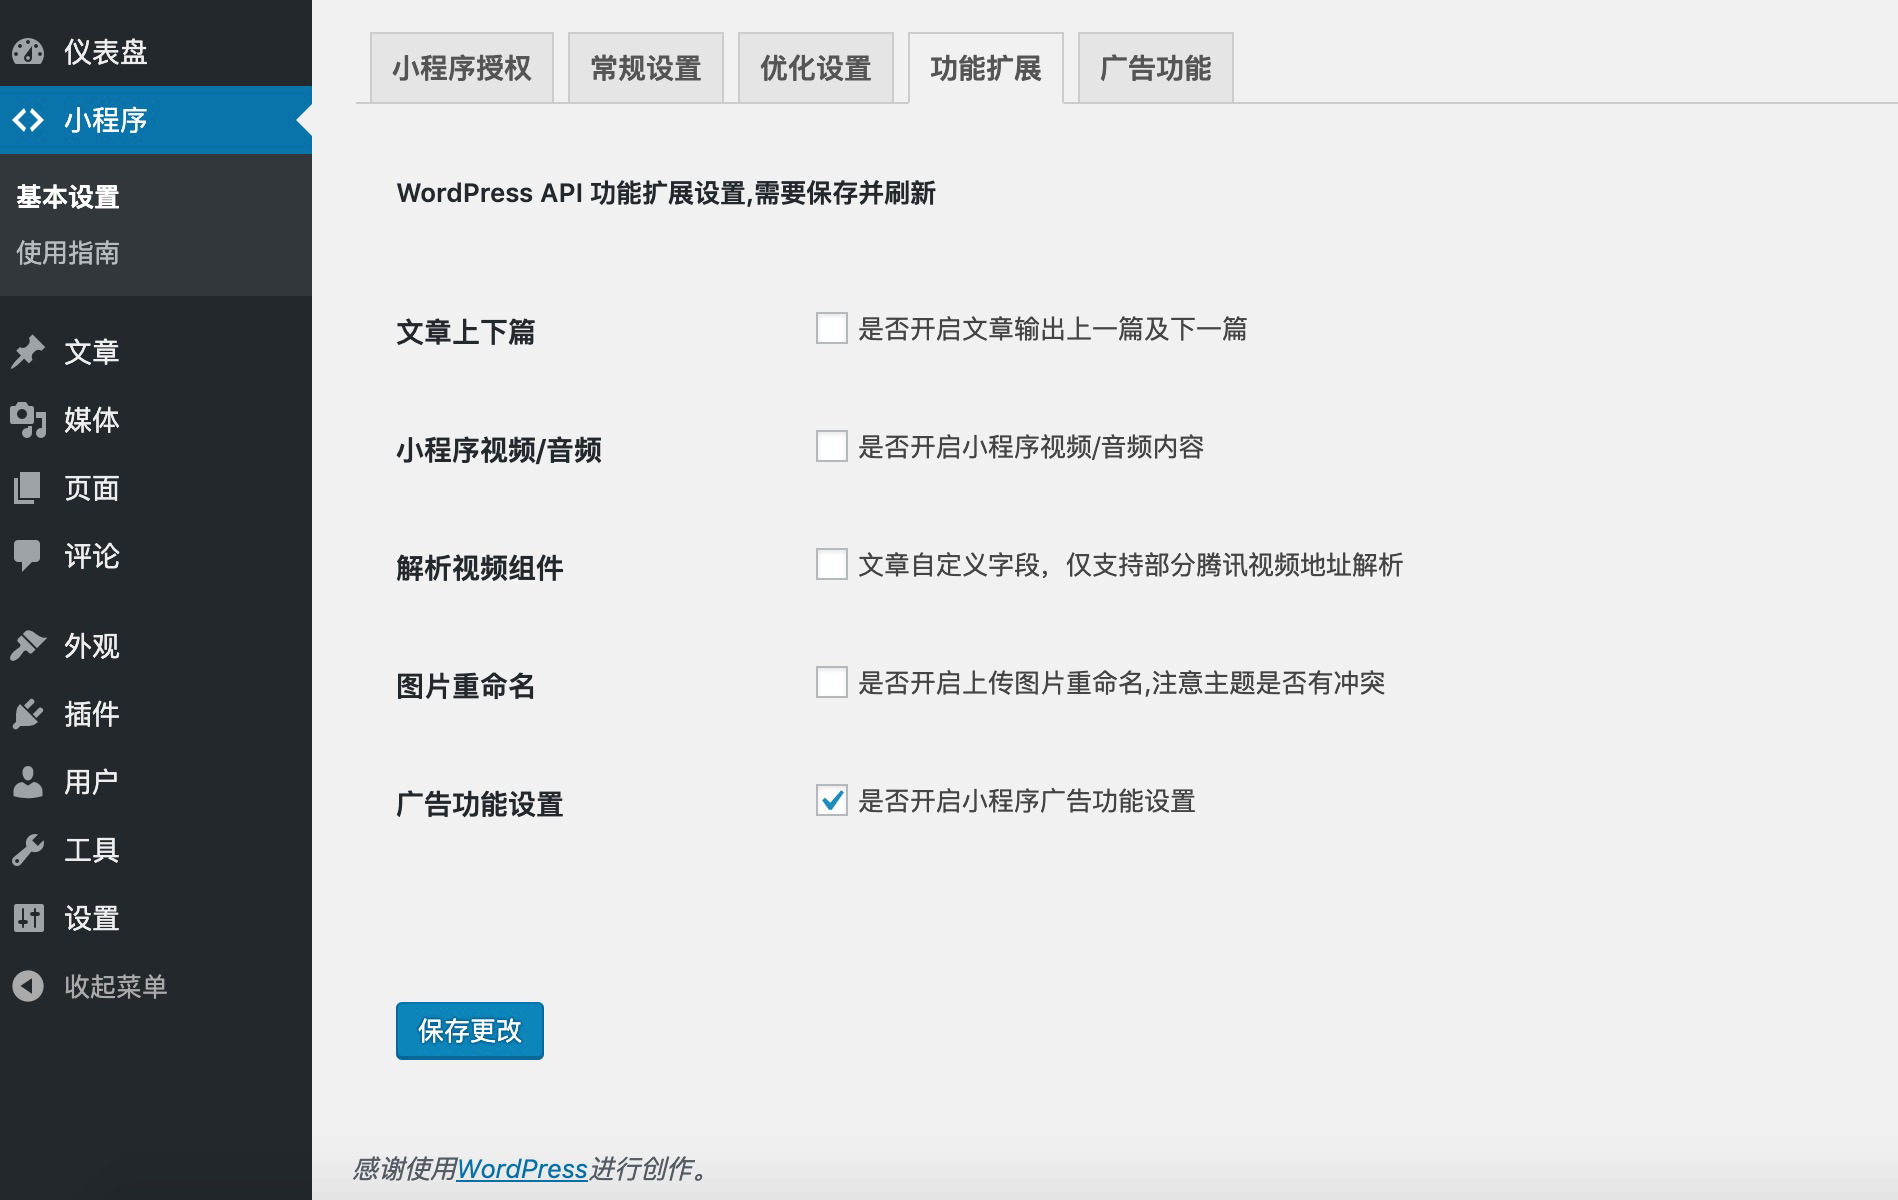 仪表盘
小程序
基本设置
使用指南
文章
媒体
页面
评论
外观
插件
用户
工具
设置
收起菜单
小程序授权
常规设置
优化设置
功能扩展
广告功能
WordPress API 功能扩展设置,需要保存并刷新
文章上下篇
是否开启文章输出上一篇及下一篇
小程序视频/音频
是否开启小程序视频/音频内容
解析视频组件
文章自定义字段，仅支持部分腾讯视频地址解析
图片重命名
是否开启上传图片重命名,注意主题是否有冲突
广告功能设置
是否开启小程序广告功能设置
保存更改
感谢使用WordPress进行创作。